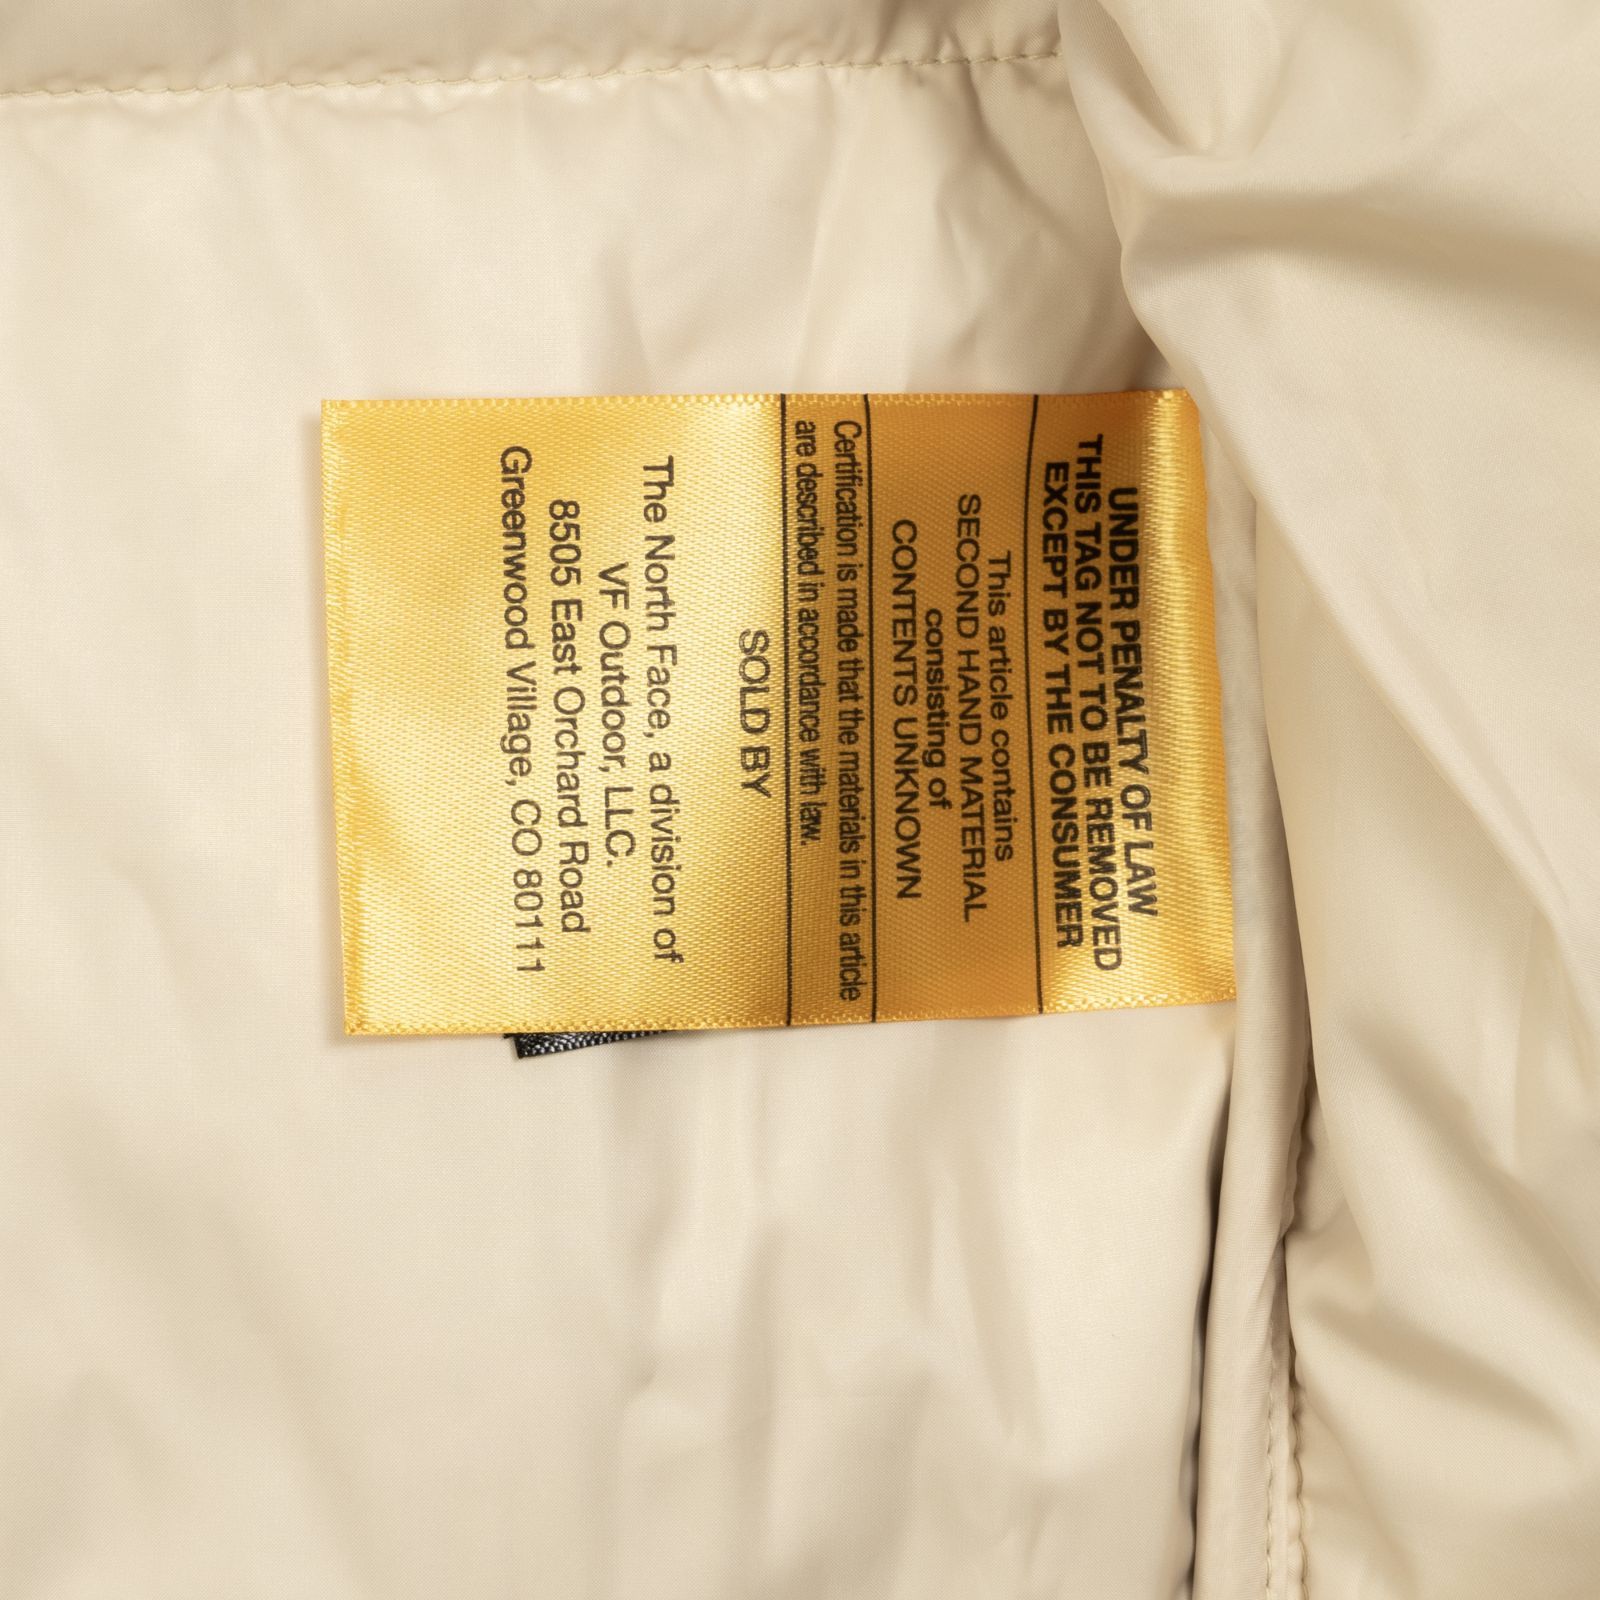 UNDER PENALTY OF LAW
THIS TAG NOT TO BE REMOVED
EXCEPT BY THE CONSUMER
This article contains
SECOND HAND MATERIAL
consisting of
CONTENTS UNKNOWN
Certification is made that the materials in this article
are described in accordance with law.
SOLD BY
The North Face, a division of
VF Outdoor, LLC.
8505 East Orchard Road
Greenwood Village, CO 80111